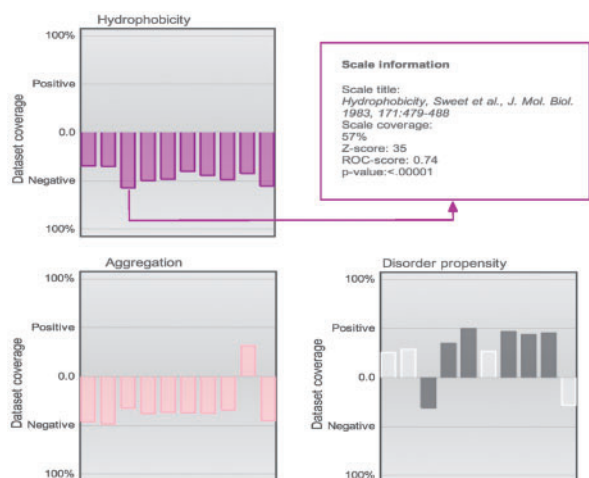 Hydrophobicity
100%
Positive
0.0
Negative
100%
Dataset coverage
Scale information
Scale title:
Hydrophobicity, Sweet et al., J. Mol. Biol.
1983, 171:479-488
Scale coverage:
57%
Z-score: 35
ROC-score: 0.74
p-value:<.00001
Aggregation
100%
Positive
0.0
Negative
100%
Dataset coverage
Disorder propensity
100%
Positive
0.0
Negative
100%
Dataset coverage